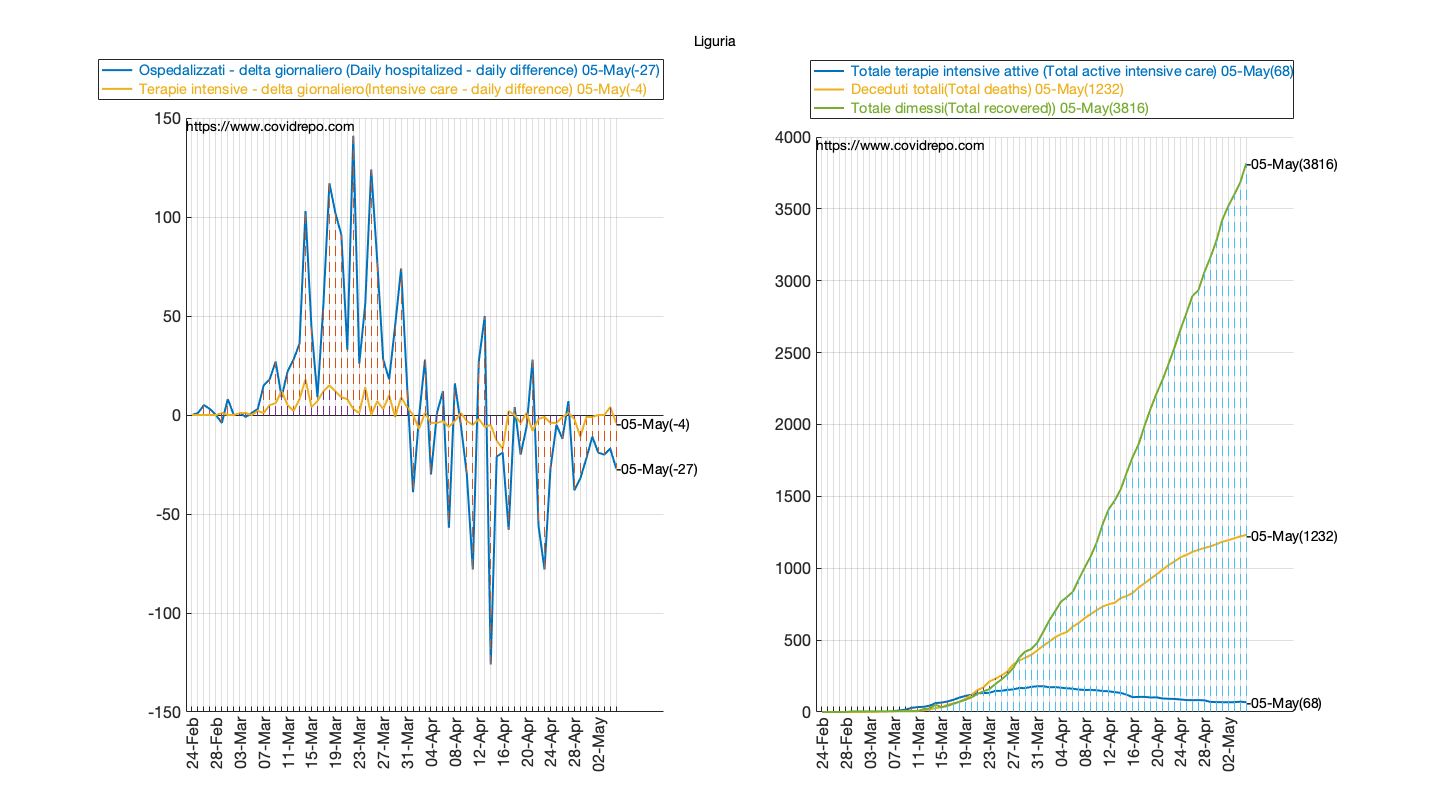 Liguria
Ospedalizzati - delta giornaliero (Daily hospitalized - daily difference) 05-May(-27)
Terapie intensive - delta giornaliero(Intensive care - daily difference) 05-May(-4)
https://www.covidrepo.com
150
100
50
0
-50
-100
-150
05-May(-4)
05-May(-27)
24-Feb
28-Feb
03-Mar
07-Mar
11-Mar
15-Mar
19-Mar
23-Mar
27-Mar
31-Mar
04-Apr
08-Apr
12-Apr
16-Apr
20-Apr
24-Apr
28-Apr
02-May
Totale terapie intensive attive (Total active intensive care) 05-May(68)
Deceduti totali(Total deaths) 05-May(1232)
Totale dimessi(Total recovered)) 05-May(3816)
https://www.covidrepo.com
4000
3500
3000
2500
2000
1500
1000
500
0
05-May(3816)
05-May(1232)
05-May(68)
24-Feb
28-Feb
03-Mar
07-Mar
11-Mar
15-Mar
19-Mar
23-Mar
27-Mar
31-Mar
04-Apr
08-Apr
12-Apr
16-Apr
20-Apr
24-Apr
28-Apr
02-May